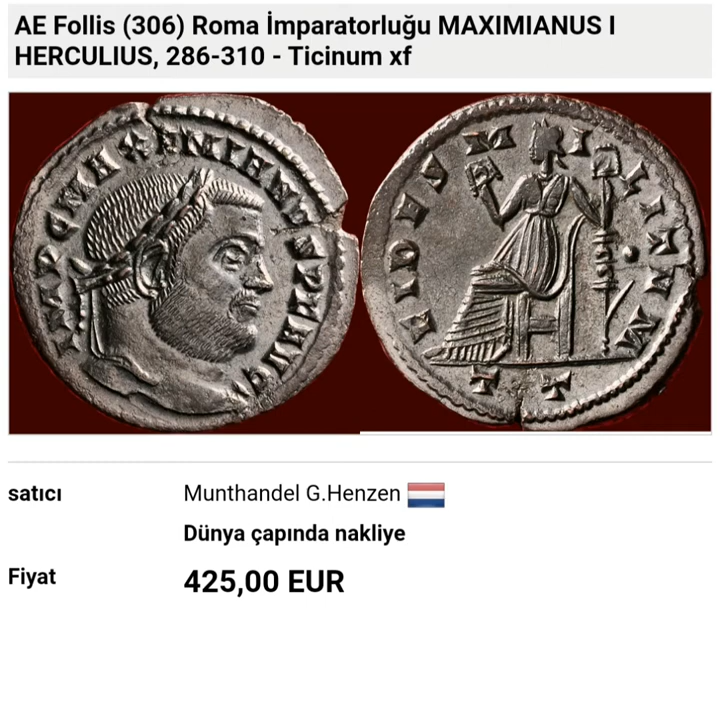 AE Follis (306) Roma İmparatorluğu MAXIMIANUS I
HERCULIUS, 286-310 - Ticinum xf
IMP C MAXIMIANVS P F AVG
FIDES MILITVM
TT
satıcı Munthandel G.Henzen
Dünya çapında nakliye
Fiyat 425,00 EUR